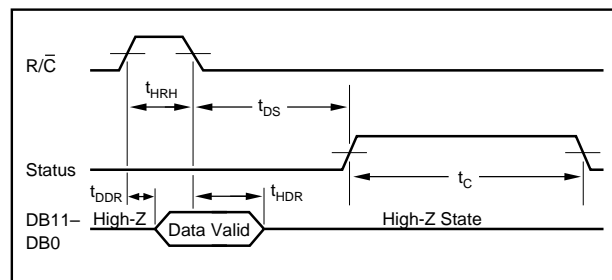 R/C̅
tHRH
tDS
Status
tC
tDDR
tHDR
DB11–
DB0
High-Z
Data Valid
High-Z State